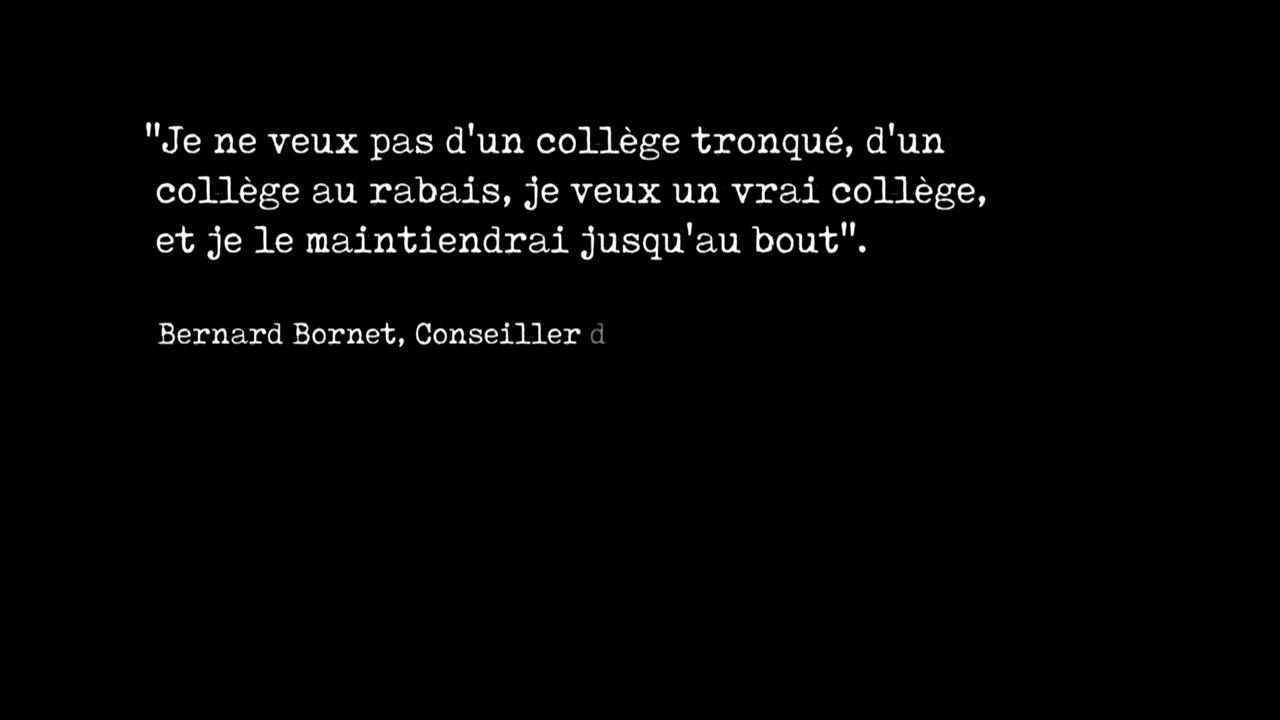 "Je ne veux pas d'un collège tronqué, d'un
collège au rabais, je veux un vrai collège,
et je le maintiendrai jusqu'au bout".
Bernard Bornet, Conseiller d